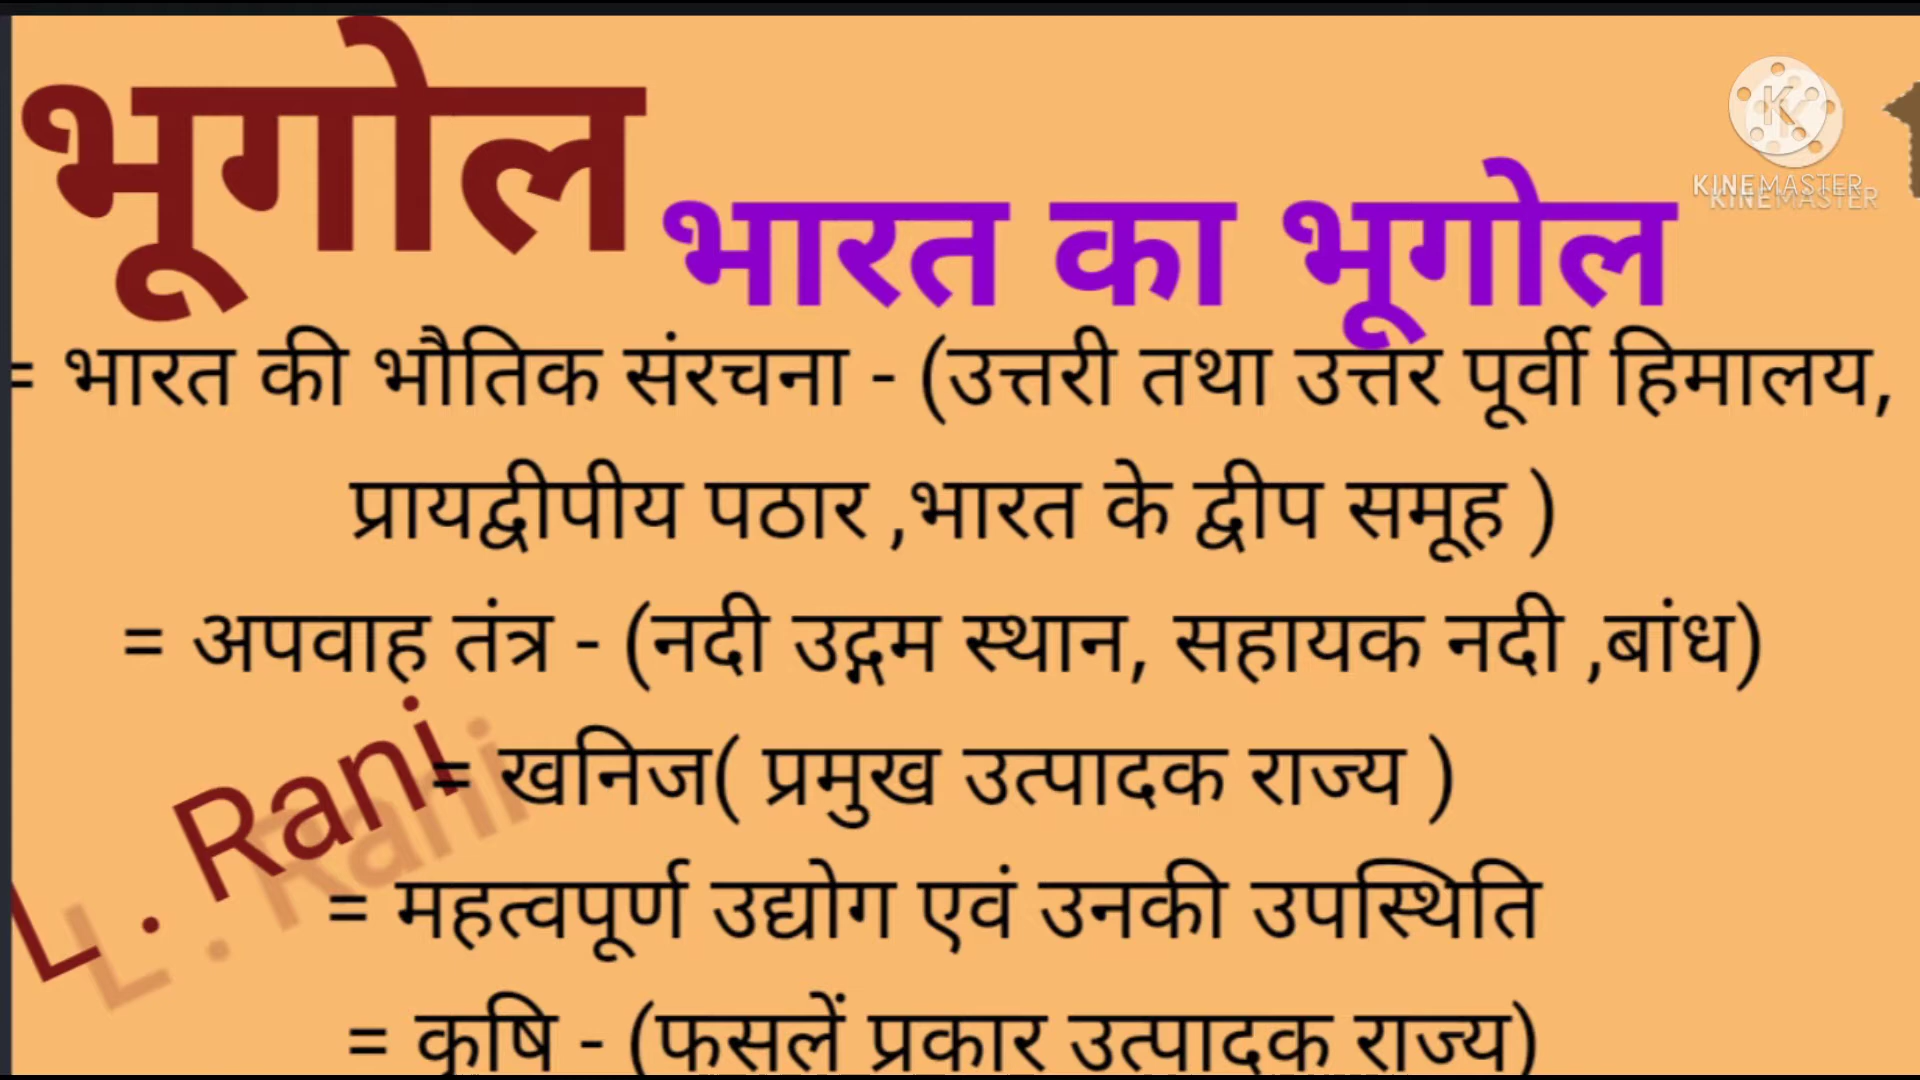 भूगोल
भारत का भूगोल
KINEMASTER
KINEMASTER
= भारत की भौतिक संरचना - (उत्तरी तथा उत्तर पूर्वी हिमालय,
प्रायद्वीपीय पठार ,भारत के द्वीप समूह )
= अपवाह तंत्र - (नदी उद्गम स्थान, सहायक नदी ,बांध)
= खनिज( प्रमुख उत्पादक राज्य )
L . Rani
= महत्वपूर्ण उद्योग एवं उनकी उपस्थिति
= कृषि - (फसलें प्रकार उत्पादक राज्य)